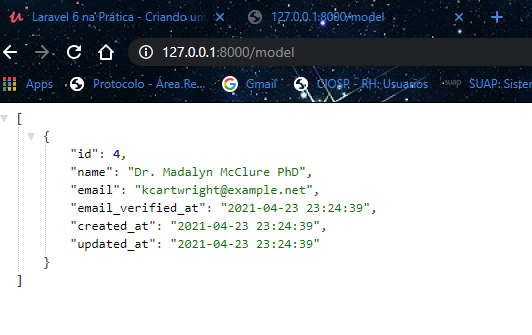 Laravel 6 na Prática - Criando um
127.0.0.1:8000/model
127.0.0.1:8000/model
Apps Protocolo - Área.Re... Gmail CIOSP - RH: Usuarios suap SUAP: Sister
[
{
"id": 4,
"name": "Dr. Madalyn McClure PhD",
"email": "kcartwright@example.net",
"email_verified_at": "2021-04-23 23:24:39",
"created_at": "2021-04-23 23:24:39",
"updated_at": "2021-04-23 23:24:39"
}
]